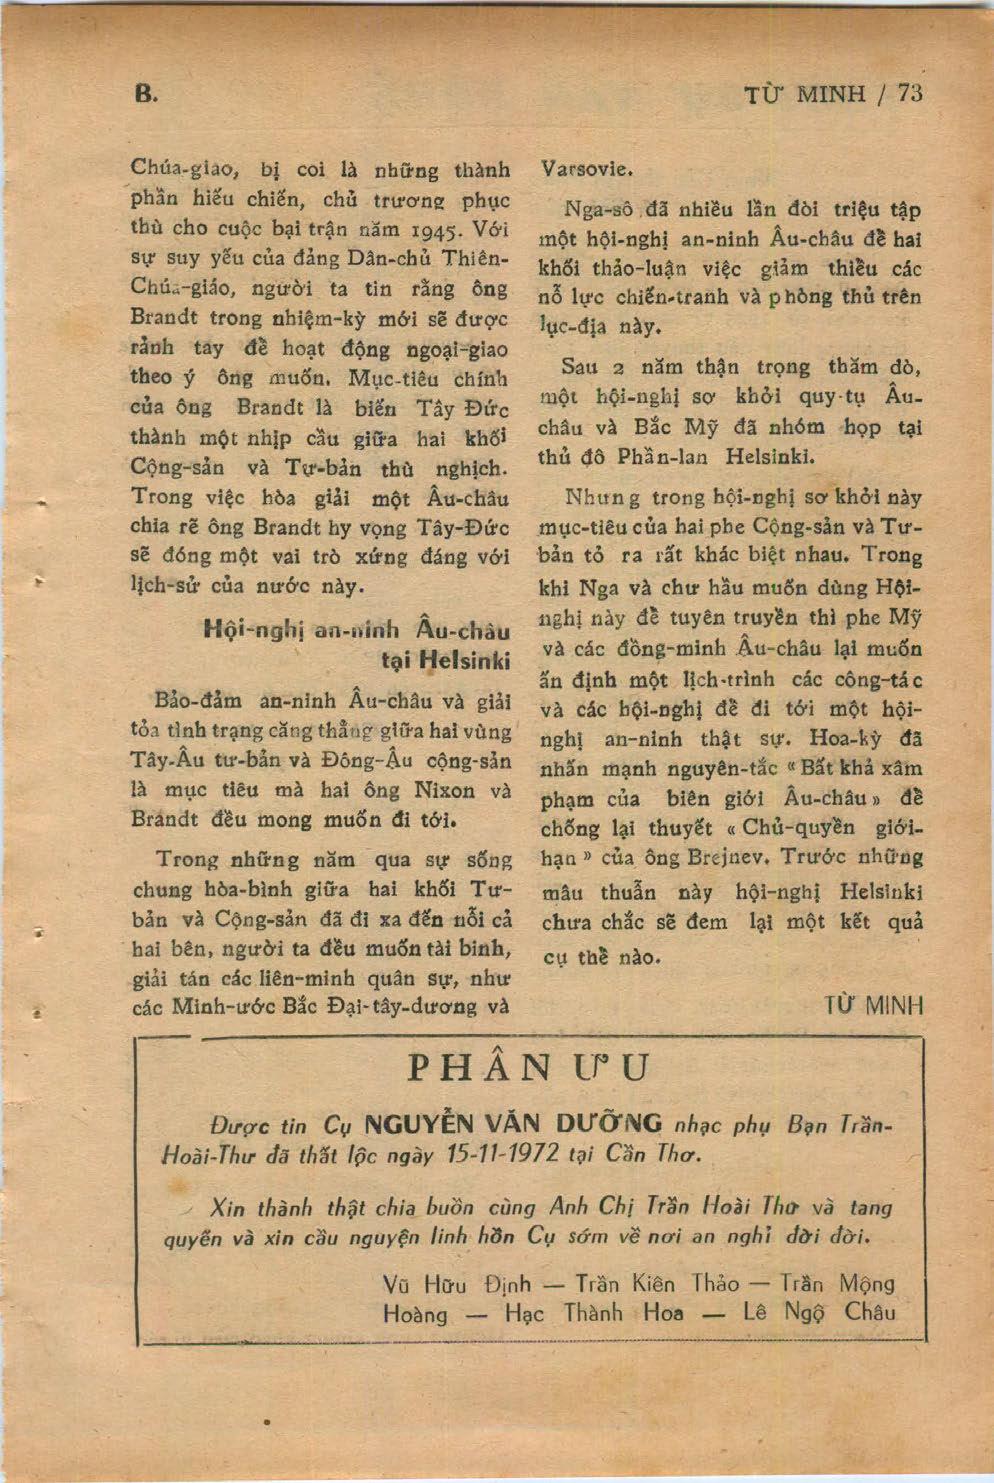 B.
TỪ MINH / 73
Chúa-giao, bị coi là những thành
phần hiếu chiến, chủ trương phục
thù cho cuộc bại trận năm 1945. Với
sự suy yếu của đảng Dân-chủ Thiên-
Chúa-giáo, người ta tin rằng ông
Brandt trong nhiệm-kỳ mới sẽ được
rảnh tay để hoạt động ngoại-giao
theo ý ông muốn. Mục-tiêu chính
của ông Brandt là biến Tây Đức
thành một nhịp cầu giữa hai khối
Cộng-sản và Tư-bản thù nghịch.
Trong việc hòa giải một Âu-châu
chia rẽ ông Brandt hy vọng Tây-Đức
sẽ đóng một vai trò xứng đáng với
lịch-sử của nước này.
Hội-nghị an-ninh Âu-châu
tại Helsinki
Bảo-đảm an-ninh Âu-châu và giải
tỏa tình trạng căng thẳng giữa hai vùng
Tây-Âu tư-bản và Đông-Âu cộng-sản
là mục tiêu mà hai ông Nixon và
Brandt đều mong muốn đi tới.
Trong những năm qua sự sống
chung hòa-bình giữa hai khối Tư-
bản và Cộng-sản đã đi xa đến nỗi cả
hai bên, người ta đều muốn tài binh,
giải tán các liên-minh quân sự, như
các Minh-ước Bắc Đại-tây-dương và
Varsovie.
Nga-sô đã nhiều lần đòi triệu tập
một hội-nghị an-ninh Âu-châu để hai
khối thảo-luận việc giảm thiểu các
nỗ lực chiến-tranh và phòng thủ trên
lục-địa này.
Sau 2 năm thận trọng thăm dò,
một hội-nghị sơ khởi quy-tụ Âu-
châu và Bắc Mỹ đã nhóm họp tại
thủ đô Phần-lan Helsinki.
Nhưng trong hội-nghị sơ khởi này
mục-tiêu của hai phe Cộng-sản và Tư-
bản tỏ ra rất khác biệt nhau. Trong
khi Nga và chư hầu muốn dùng Hội-
nghị này để tuyên truyền thì phe Mỹ
và các đồng-minh Âu-châu lại muốn
ấn định một lịch-trình các công-tác
và các hội-nghị để đi tới một hội-
nghị an-ninh thật sự. Hoa-kỳ đã
nhấn mạnh nguyên-tắc « Bất khả xâm
phạm của biên giới Âu-châu » để
chống lại thuyết « Chủ-quyền giới-
hạn » của ông Brejnev. Trước những
mâu thuẫn này hội-nghị Helsinki
chưa chắc sẽ đem lại một kết quả
cụ thể nào.
TỪ MINH
PHÂN ƯU
Được tin Cụ NGUYỄN VĂN DƯỠNG nhạc phụ Bạn Trần-
Hoài-Thư đã thất lộc ngày 15-11-1972 tại Cần Thơ.
Xin thành thật chia buồn cùng Anh Chị Trần Hoài Thơ và tang
quyến và xin cầu nguyện linh hồn Cụ sớm về nơi an nghỉ đời đời.
Vũ Hữu Định — Trần Kiên Thảo — Trần Mộng
Hoàng — Hạc Thành Hoa — Lê Ngộ Châu